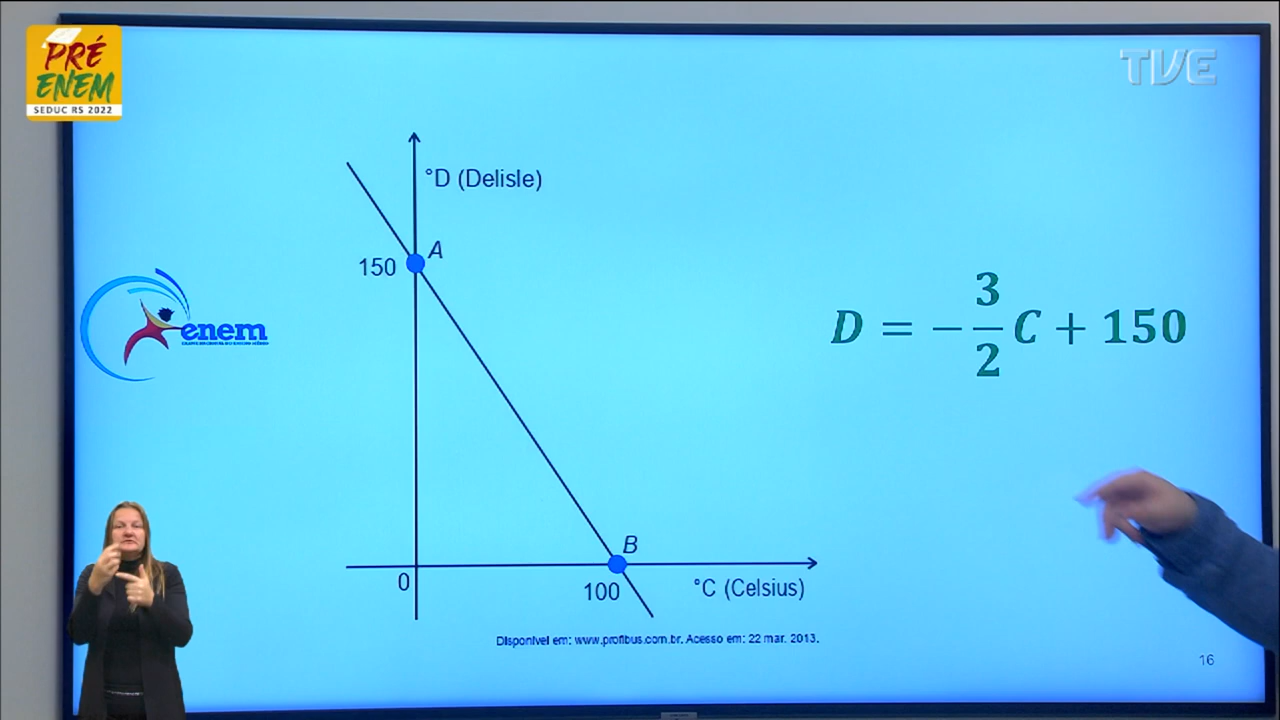 PRÉ
ENEM
SEDUC RS 2022
TVE
°D (Delisle)
A
150
enem
D = -3/2 C + 150
B
0
100
°C (Celsius)
Disponível em: www.profibus.com.br. Acesso em: 22 mar. 2013.
16